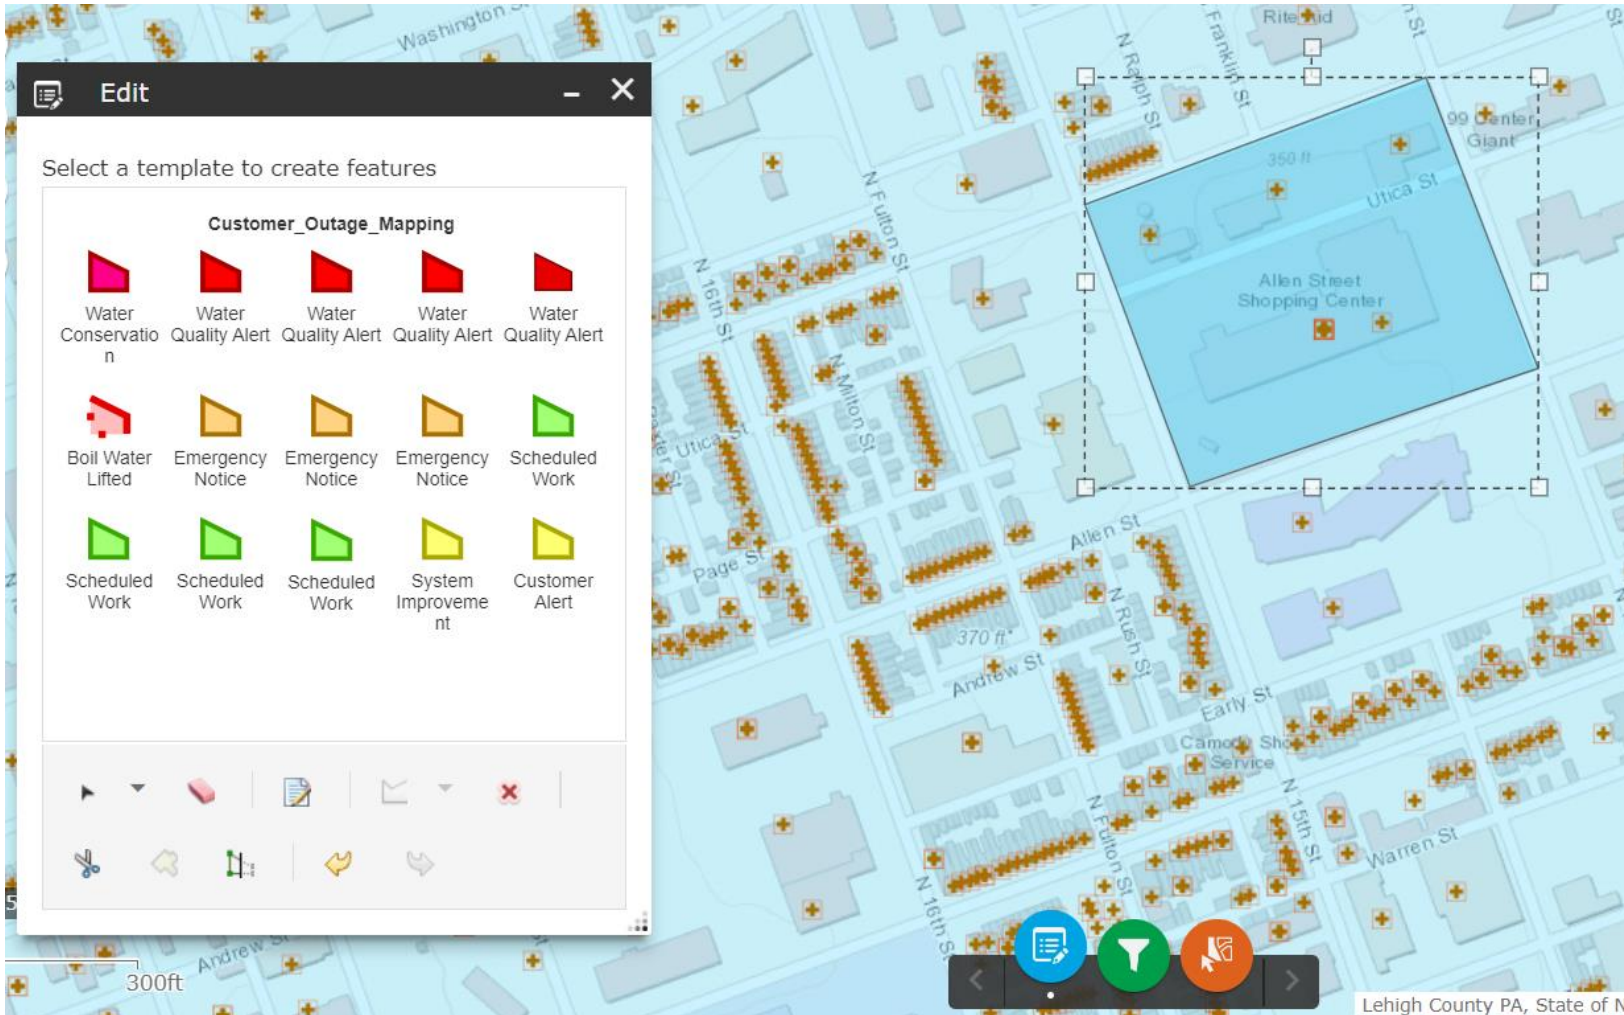 Edit
Select a template to create features
Customer_Outage_Mapping
Water
Conservatio
n
Water
Quality Alert
Water
Quality Alert
Water
Quality Alert
Water
Quality Alert
Boil Water
Lifted
Emergency
Notice
Emergency
Notice
Emergency
Notice
Scheduled
Work
Scheduled
Work
Scheduled
Work
Scheduled
Work
System
Improveme
nt
Customer
Alert
Washington
N Ralph St
N Franklin St
99 Center
Giant
350 ft
Utica St
N Fulton St
N 16th St
Allen Street
Shopping Center
N Milton St
Utica St
Allen St
Page St
N Rush St
370 ft
Andrew St
Early St
Service
N 15th St
N Fulton St
Warren St
N 16th St
Andrew St
300ft
Lehigh County PA, State of N